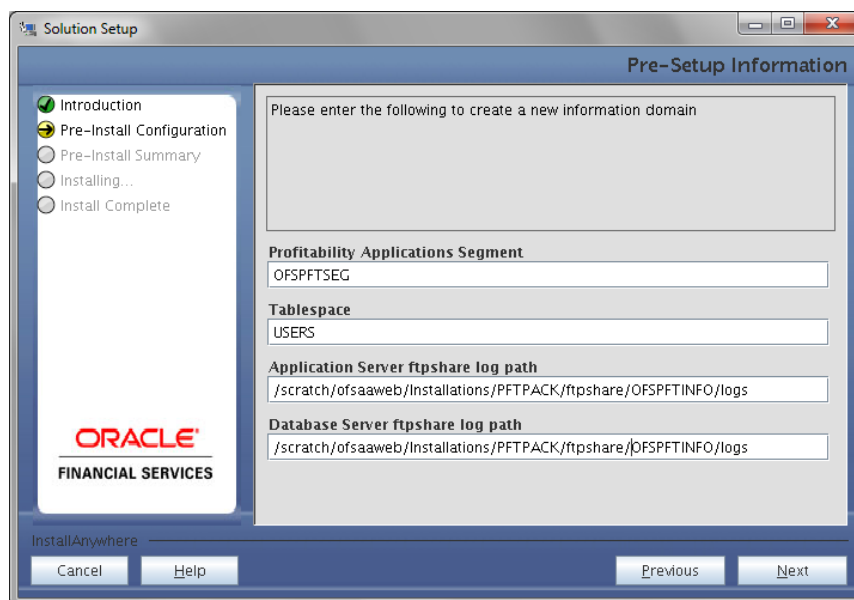 Solution Setup
Pre-Setup Information
Introduction
Pre-Install Configuration
Pre-Install Summary
Installing...
Install Complete
ORACLE
FINANCIAL SERVICES
Please enter the following to create a new information domain
Profitability Applications Segment
OFSPFTSEG
Tablespace
USERS
Application Server ftpshare log path
/scratch/ofsaaweb/Installations/PFTPACK/ftpshare/OFSPFTINFO/logs
Database Server ftpshare log path
/scratch/ofsaaweb/Installations/PFTPACK/ftpshare/OFSPFTINFO/logs
InstallAnywhere
Cancel
Help
Previous
Next